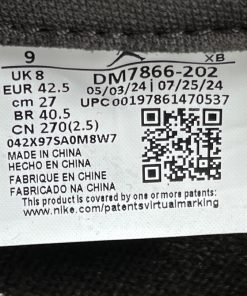 9 XB
UK 8 DM7866-202
EUR 42.5 05/03/24 07/25/24
cm 27 UPC00197861470537
BR 40.5
CN 270(2.5)
042X97SA0M8W7
MADE IN CHINA
HECHO EN CHINA
FABRIQUE EN CHINE
FABRICADO NA CHINA
This product is covered by one or more patents:
www.nike.com/patentsvirtualmarking